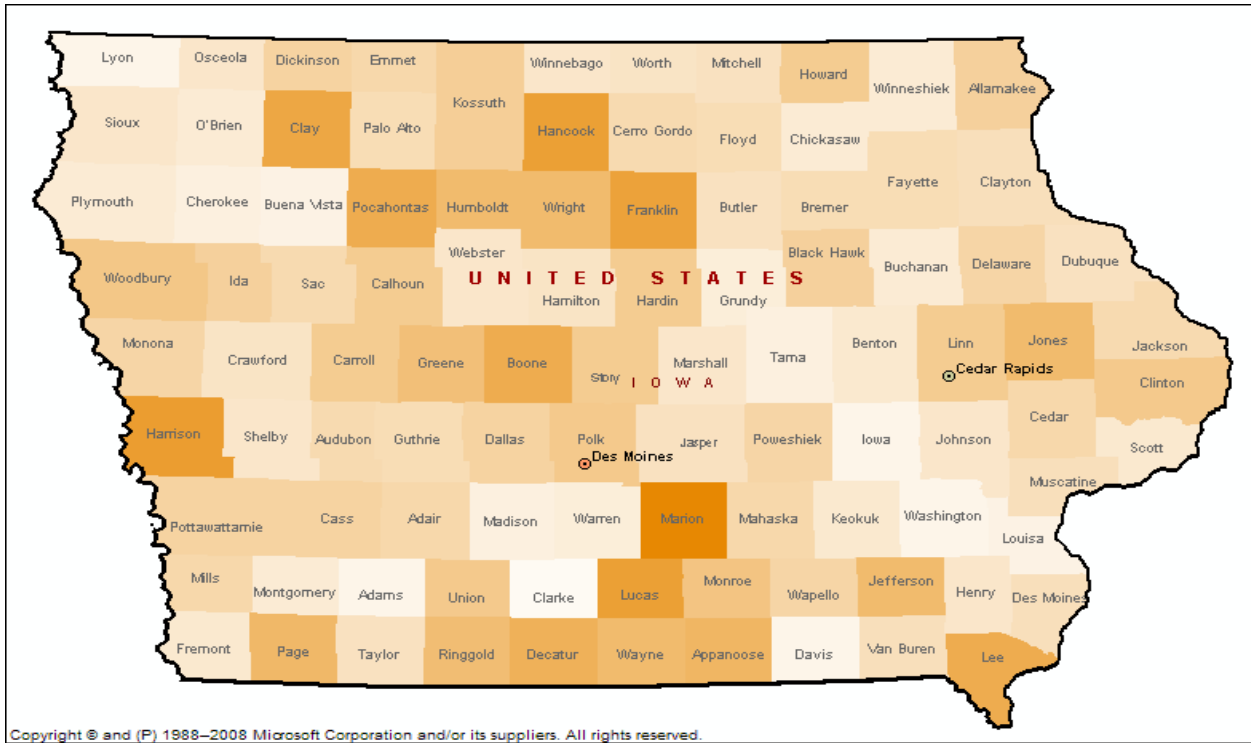 Lyon Osceola Dickinson Emmet Winnebago Worth Mitchell Howard Winneshiek Allamakee
Kossuth
Sioux O'Brien Clay Palo Alto Hancock Cerro Gordo Floyd Chickasaw
Fayette Clayton
Plymouth Cherokee Buena Vista Pocahontas Humboldt Wright Franklin Butler Bremer
Webster Black Hawk Buchanan Delaware Dubuque
UNITED STATES
Woodbury Ida Sac Calhoun Hamilton Hardin Grundy
Monona Crawford Carroll Greene Boone Story Marshall Tama Benton Linn Jones Jackson
IOWA
Cedar Rapids
Clinton
Harrison Shelby Audubon Guthrie Dallas Polk Jasper Poweshiek Iowa Johnson Cedar Scott
Des Moines
Muscatine
Pottawattamie Cass Adair Madison Warren Marion Mahaska Keokuk Washington
Louisa
Mills Montgomery Adams Union Clarke Lucas Monroe Wapello Jefferson Henry Des Moines
Fremont Page Taylor Ringgold Decatur Wayne Appanoose Davis Van Buren Lee
Copyright © and (P) 1988–2008 Microsoft Corporation and/or its suppliers. All rights reserved.